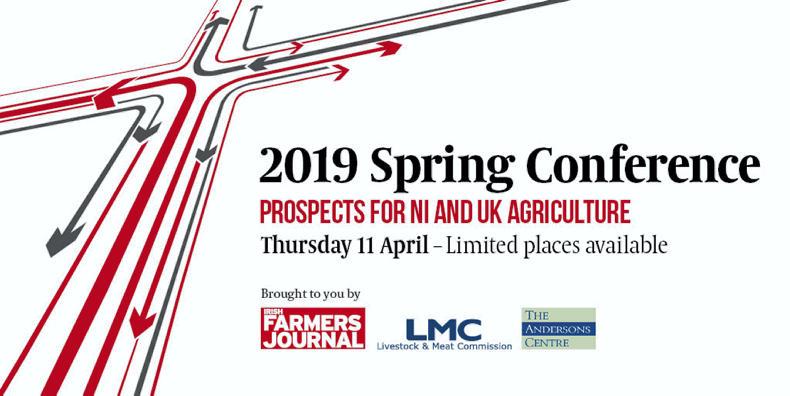 2019 Spring Conference
PROSPECTS FOR NI AND UK AGRICULTURE
Thursday 11 April – Limited places available
Brought to you by
IRISH
FARMERS
JOURNAL
LMC
Livestock & Meat Commission
THE
ANDERSONS
CENTRE